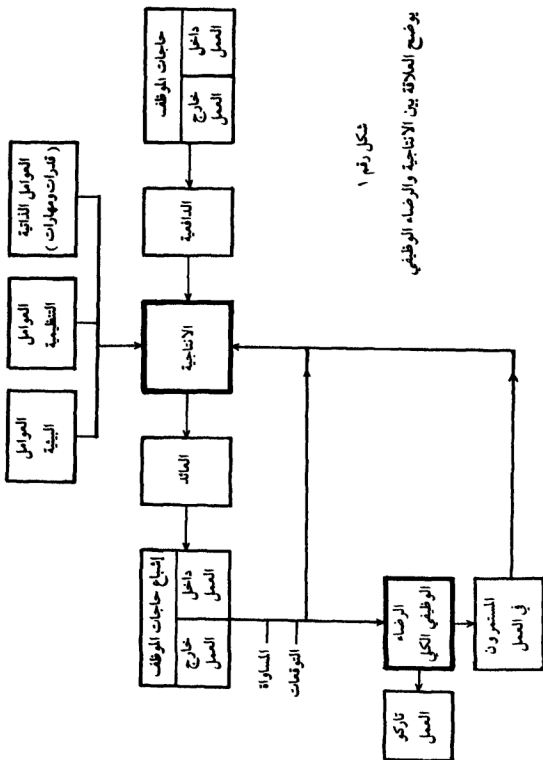 العوامل الذاتية
( قدرات ومهارات )
العوامل
التنظيمية
العوامل
البيئية
حاجات الموظف
داخل
العمل
خارج
العمل
الدافعية
الانتاجية
العائد
إشباع حاجات الموظف
داخل
العمل
خارج
العمل
المساواة
التوقعات
الرضاء
الوظيفي الكلي
المستمرون
في العمل
تاركو
العمل
شكل رقم ١
يوضح العلاقة بين الانتاجية والرضاء الوظيفي